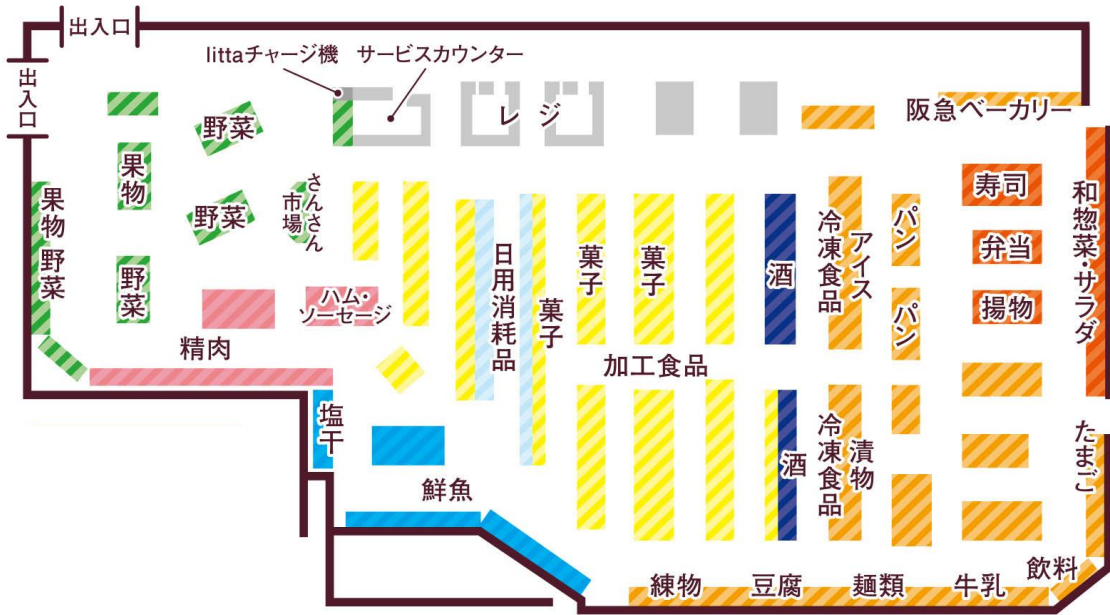 出入口
出入口
littaチャージ機
サービスカウンター
レジ
阪急ベーカリー
野菜
果物
野菜
さんさん
市場
果物
野菜
野菜
ハム・
ソーセージ
精肉
塩干
鮮魚
日用消耗品
菓子
菓子
菓子
加工食品
酒
酒
冷凍食品
アイス
冷凍食品
漬物
パン
パン
寿司
弁当
揚物
和惣菜・サラダ
たまご
飲料
練物
豆腐
麺類
牛乳